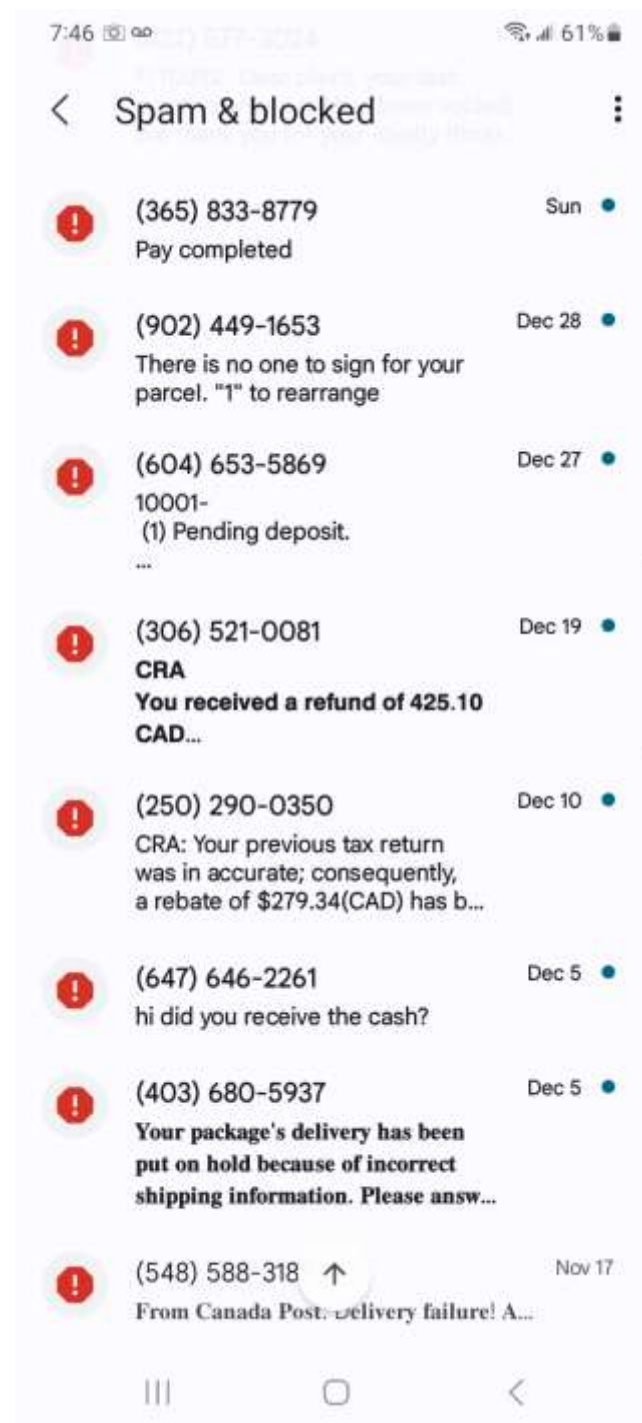 7:46
61%
Spam & blocked
(365) 833-8779
Sun
Pay completed
(902) 449-1653
Dec 28
There is no one to sign for your
parcel. "1" to rearrange
(604) 653-5869
Dec 27
10001-
(1) Pending deposit.
...
(306) 521-0081
Dec 19
CRA
You received a refund of 425.10
CAD...
(250) 290-0350
Dec 10
CRA: Your previous tax return
was in accurate; consequently,
a rebate of $279.34(CAD) has b...
(647) 646-2261
Dec 5
hi did you receive the cash?
(403) 680-5937
Dec 5
Your package's delivery has been
put on hold because of incorrect
shipping information. Please answ...
(548) 588-318
Nov 17
From Canada Post: Delivery failure! A...